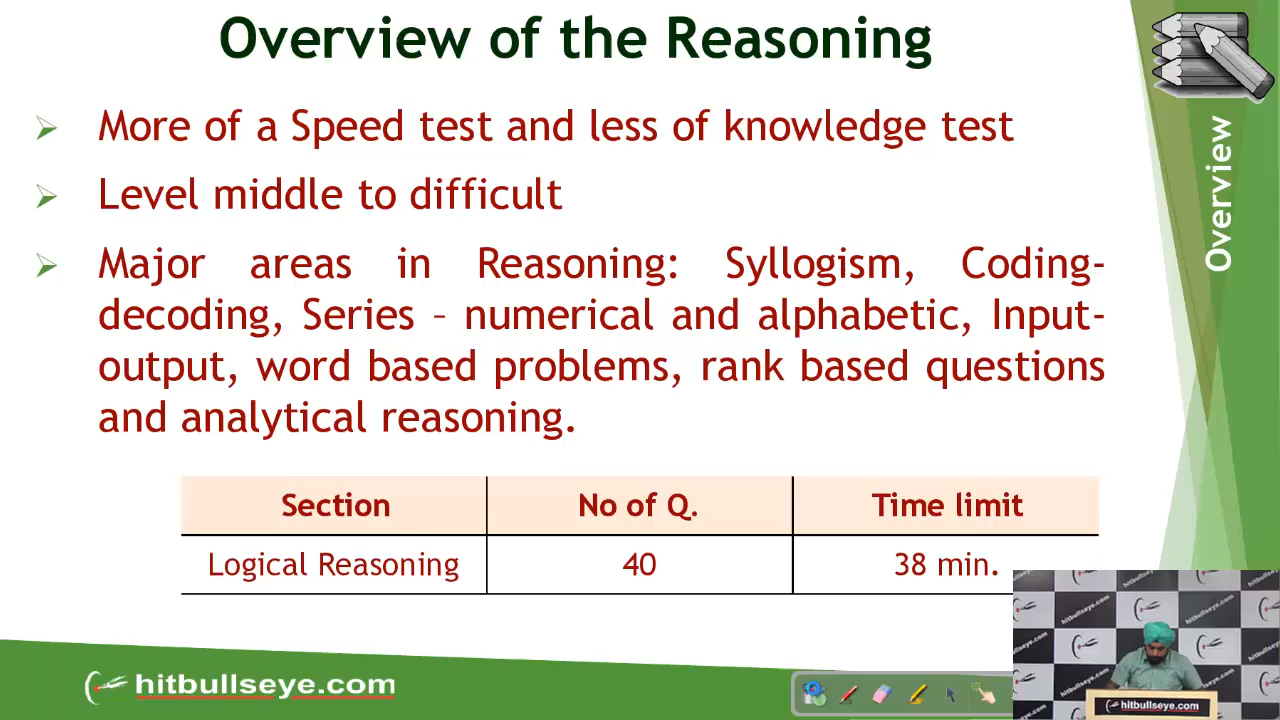 Overview of the Reasoning
More of a Speed test and less of knowledge test
Level middle to difficult
Major areas in Reasoning: Syllogism, Coding-
decoding, Series – numerical and alphabetic, Input-
output, word based problems, rank based questions
and analytical reasoning.
Section No of Q. Time limit
Logical Reasoning 40 38 min.
Overview
hitbullseye.com
hitbullseye.com